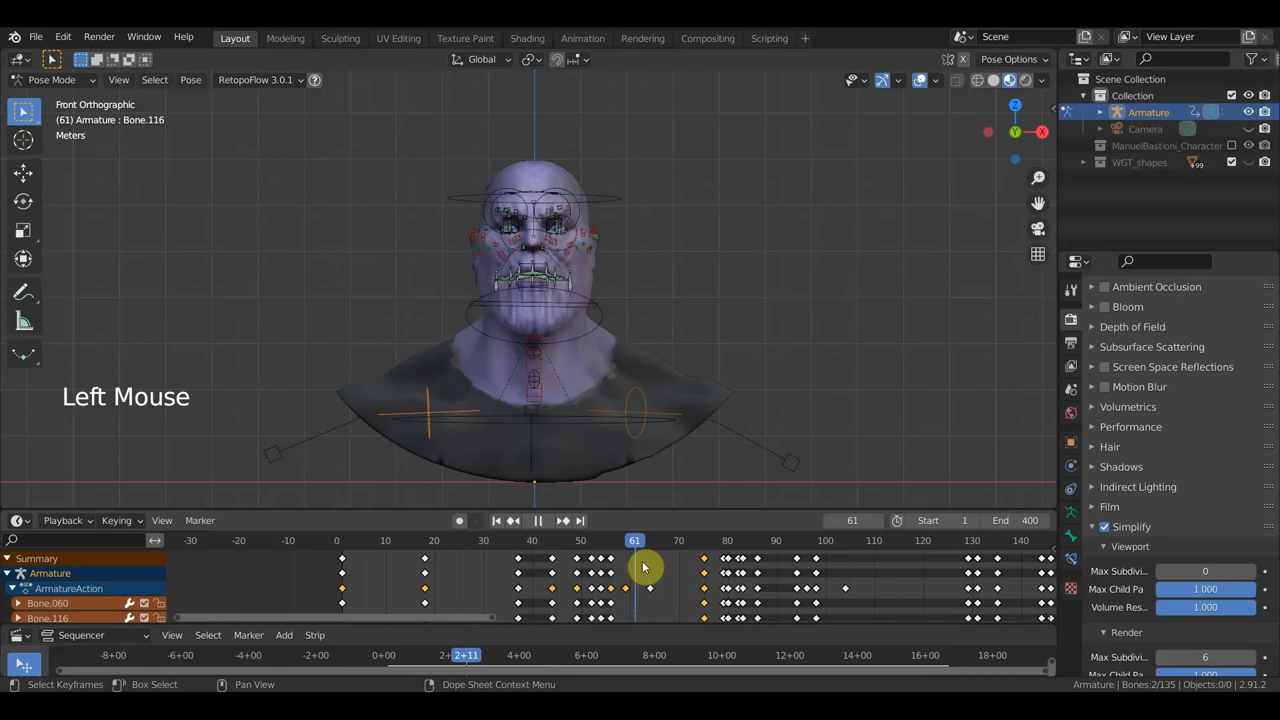 File Edit Render Window Help Layout Modeling Sculpting UV Editing Texture Paint Shading Animation Rendering Compositing Scripting + Scene View Layer
Global Pose Options
Pose Mode View Select Pose RetopoFlow 3.0.1
Scene Collection
Collection
Armature
Camera
ManuelBastioni_Character
WGT_shapes +99
Front Orthographic
(61) Armature : Bone.116
Meters
Z
Y
X
Left Mouse
Ambient Occlusion
Bloom
Depth of Field
Subsurface Scattering
Screen Space Reflections
Motion Blur
Volumetrics
Performance
Hair
Shadows
Indirect Lighting
Film
Simplify
Viewport
Max Subdivi 0
Max Child Pa 1.000
Volume Res... 1.000
Render
Max Subdivi 6
Max Child Pa 1.000
Playback Keying View Marker 61 Start 1 End 400
-30 -20 -10 0 10 20 30 40 50 61 70 80 90 100 110 120 130 140
Summary
Armature
ArmatureAction
Bone.060
Bone.116
Sequencer View Select Marker Add Strip
-8+00 -6+00 -4+00 -2+00 0+00 2+11 4+00 6+00 8+00 10+00 12+00 14+00 16+00 18+00
Select Keyframes Box Select Pan View Dope Sheet Context Menu Armature | Bones:2/135 | Objects:0/0 | 2.91.2